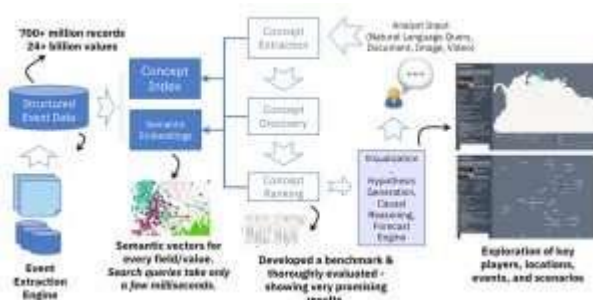 700+ million records
24+ billion values
Structured
Event Data
Event
Extraction
Engine
Concept
Index
Semantic
Embeddings
Semantic vectors for
every field/value.
Search queries take only
a few milliseconds.
Concept
Extraction
Concept
Discovery
Concept
Ranking
Developed a benchmark &
thoroughly evaluated -
showing very promising
results
Analyst Input
(Natural Language Query,
Document, Image, Video)
Visualization
-
Hypothesis
Generation,
Causal
Reasoning,
Forecast
Engine
Exploration of key
players, locations,
events, and scenarios